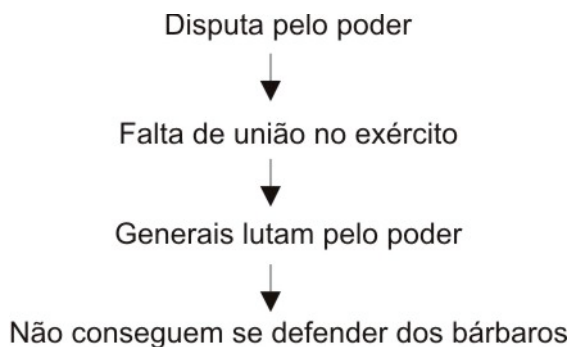 Disputa pelo poder
Falta de união no exército
Generais lutam pelo poder
Não conseguem se defender dos bárbaros